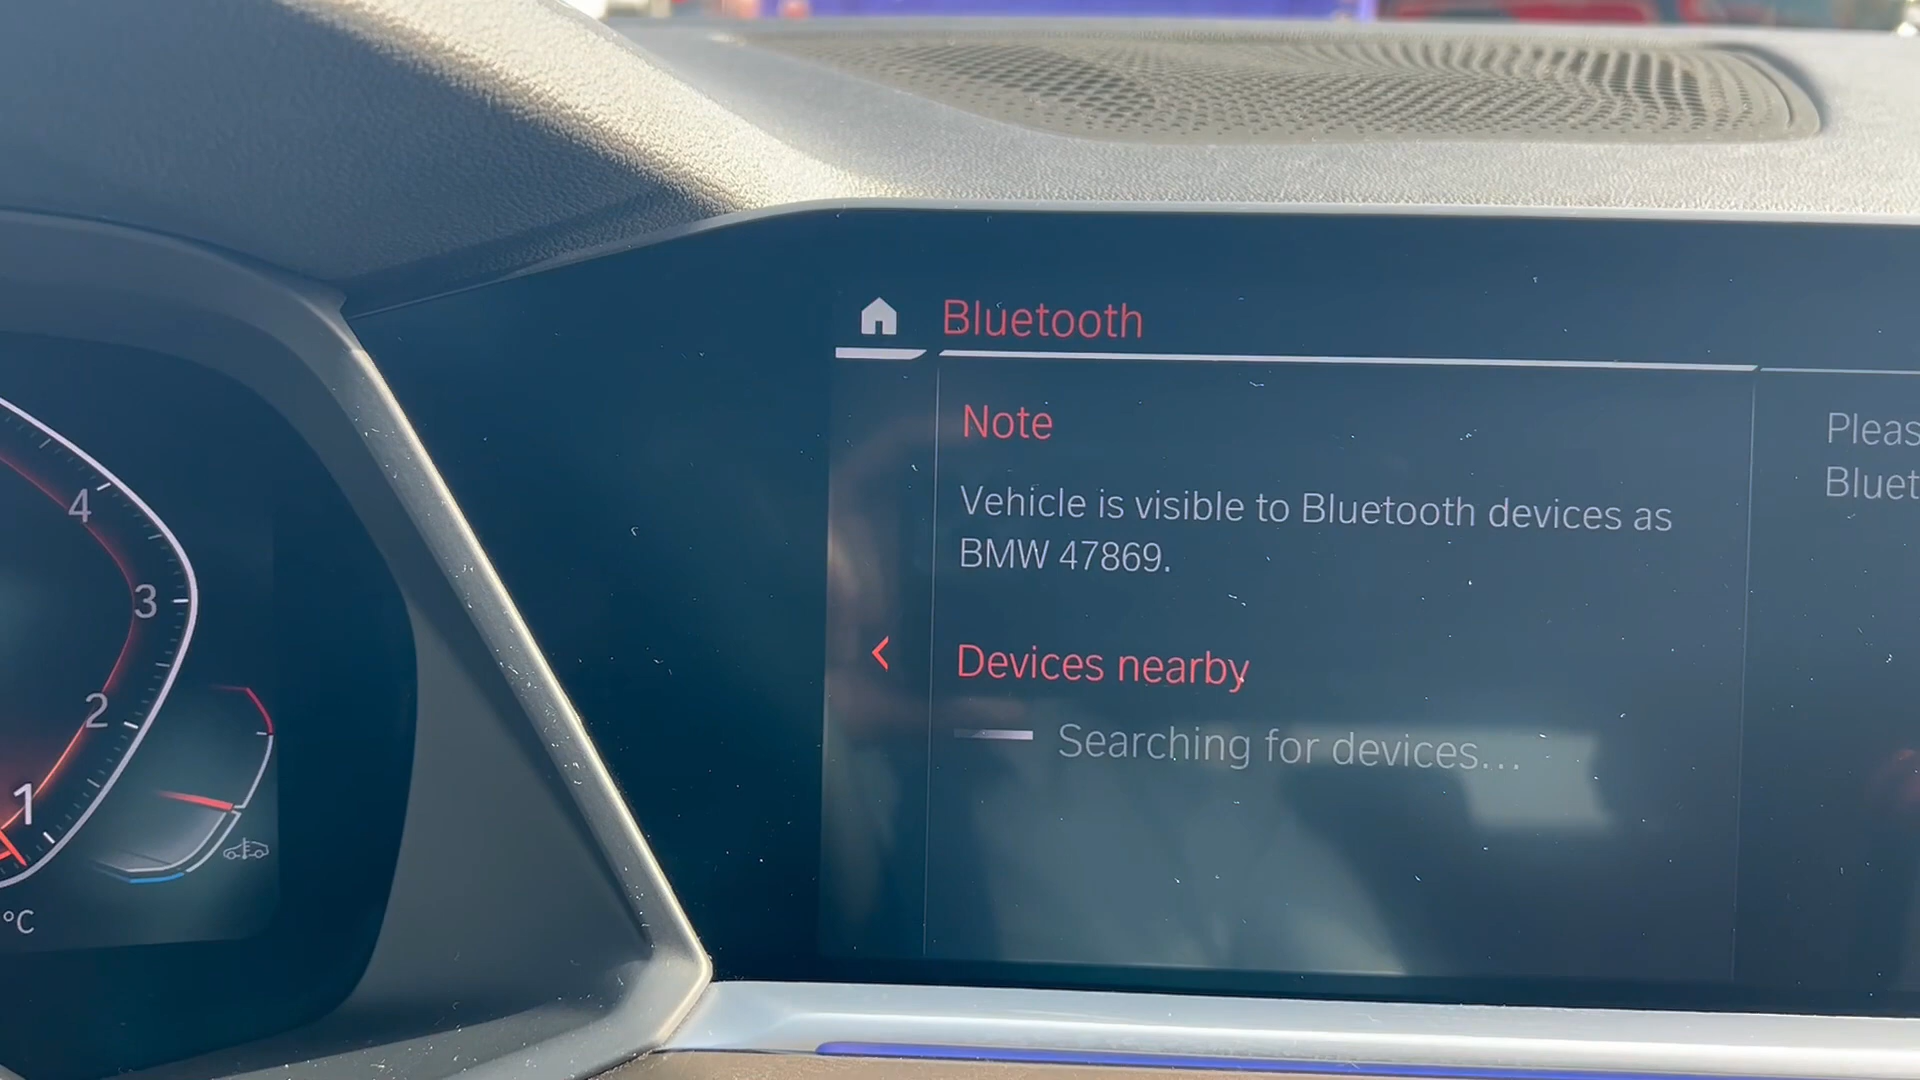 Bluetooth
Note
Vehicle is visible to Bluetooth devices as
BMW 47869.
Devices nearby
Searching for devices...
Pleas
Bluet
4
3
2
1
°C